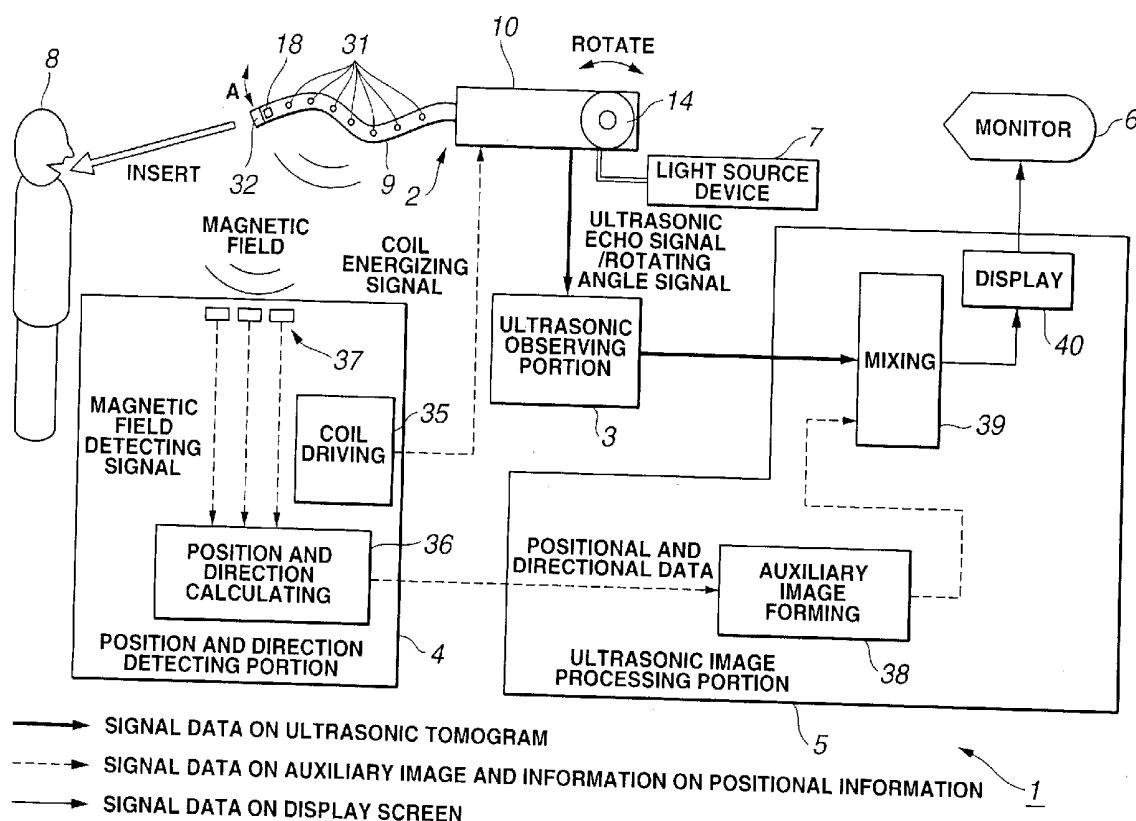 10
ROTATE
8
18
31
A
14
MONITOR
6
7
INSERT
32
9
2
LIGHT SOURCE
DEVICE
MAGNETIC
FIELD
COIL
ENERGIZING
SIGNAL
ULTRASONIC
ECHO SIGNAL
/ROTATING
ANGLE SIGNAL
DISPLAY
40
37
ULTRASONIC
OBSERVING
PORTION
3
MIXING
39
MAGNETIC
FIELD
DETECTING
SIGNAL
35
COIL
DRIVING
36
POSITION AND
DIRECTION
CALCULATING
POSITIONAL AND
DIRECTIONAL DATA
AUXILIARY
IMAGE
FORMING
38
POSITION AND DIRECTION
DETECTING PORTION
4
ULTRASONIC IMAGE
PROCESSING PORTION
5
SIGNAL DATA ON ULTRASONIC TOMOGRAM
SIGNAL DATA ON AUXILIARY IMAGE AND INFORMATION ON POSITIONAL INFORMATION
SIGNAL DATA ON DISPLAY SCREEN
1